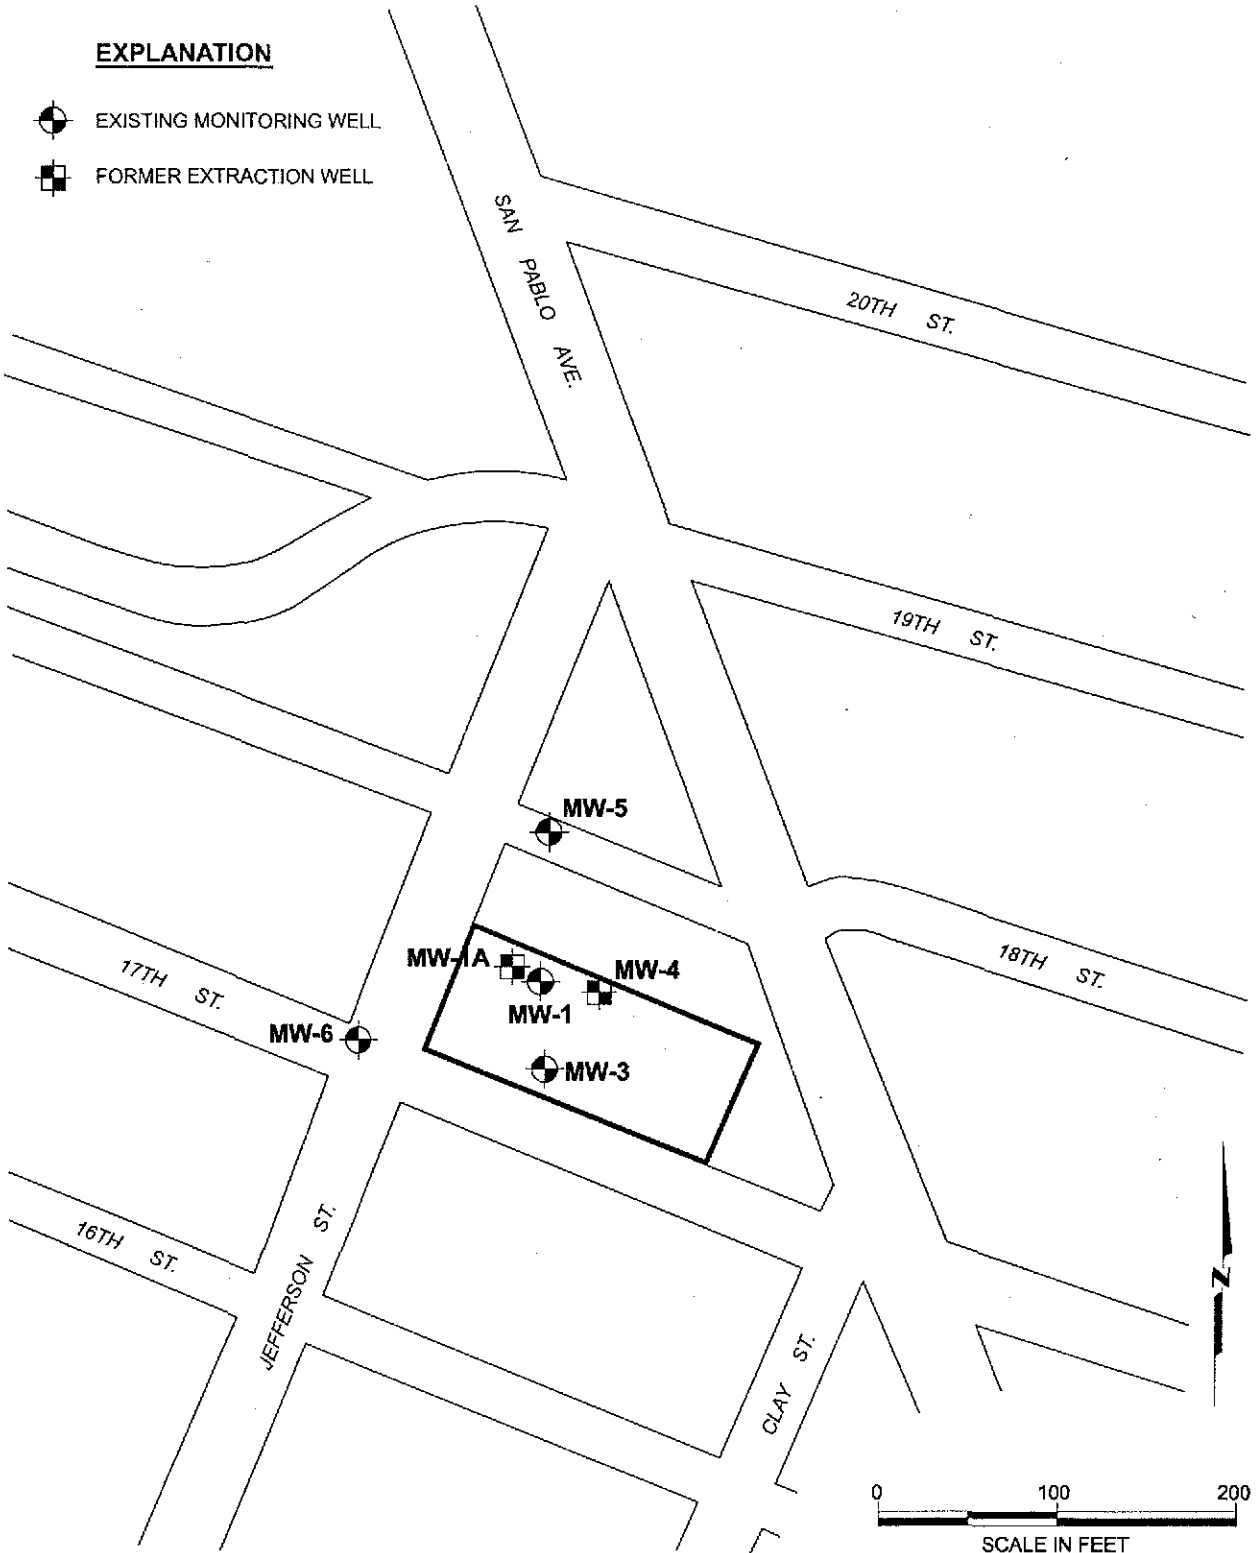 EXPLANATION
EXISTING MONITORING WELL
FORMER EXTRACTION WELL
SAN PABLO AVE.
20TH ST.
19TH ST.
MW-5
18TH ST.
17TH ST.
MW-1A
MW-4
MW-1
MW-6
MW-3
16TH ST.
JEFFERSON ST.
CLAY ST.
Z
0 100 200
SCALE IN FEET